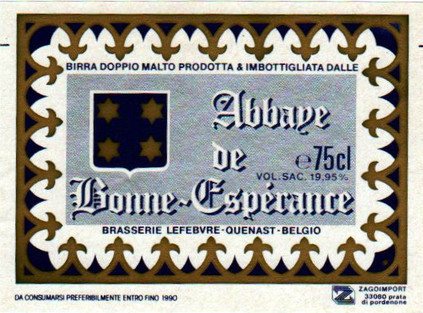 BIRRA DOPPIO MALTO PRODOTTA & IMBOTTIGLIATA DALLE
Abbaye
de
℮75cl
VOL. SAC. 19,95%
Bonne-Espérance
BRASSERIE LEFEBVRE-QUENAST-BELGIO
DA CONSUMARSI PREFERIBILMENTE ENTRO FINO 1990
ZAGOIMPORT
33080 prata
di pordenone